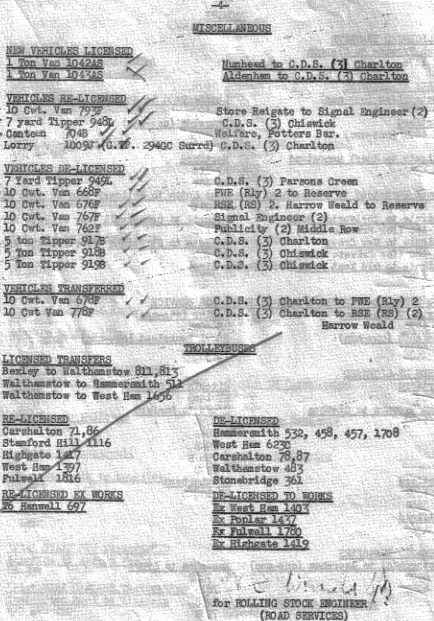 -4-
MISCELLANEOUS
NEW VEHICLES LICENSED
1 Ton Van 1042AS Nunhead to C.D.S. (3) Charlton
1 Ton Van 1043AS Aldenham to C.D.S. (3) Charlton
VEHICLES RE-LICENSED
10 Cwt. Van 793F Store Reigate to Signal Engineer (2)
7 yard Tipper 948L C.D.S. (3) Chiswick
Canteen 704B Welfare, Potters Bar.
Lorry 1009J (G.T.P. 294GC Surrd) C.D.S. (3) Charlton
VEHICLES DE-LICENSED
7 Yard Tipper 949L C.D.S. (3) Parsons Green
10 Cwt. Van 668F PWE (Rly) 2 to Reserve
10 Cwt. Van 676F RSE (RS) 2. Harrow Weald to Reserve
10 Cwt. Van 767F Signal Engineer (2)
10 Cwt. Van 762F Publicity (2) Middle Row
5 ton Tipper 917B C.D.S. (3) Charlton
5 Ton Tipper 918B C.D.S. (3) Chiswick
5 Ton Tipper 919B C.D.S. (3) Chiswick
VEHICLES TRANSFERRED
10 Cwt. Van 678F C.D.S. (3) Charlton to PWE (Rly) 2
10 Cwt Van 778F C.D.S. (3) Charlton to RSE (RS) (2)
Harrow Weald
TROLLEYBUSES
LICENSED TRANSFERS
Bexley to Walthamstow 811,813
Walthamstow to Hammersmith 511
Walthamstow to West Ham 1656
RE-LICENSED
Carshalton 71,86
Stamford Hill 1116
Highgate 1417
West Ham 1397
Fulwell 1816
RE-LICENSED EX WORKS
To Hanwell 697
DE-LICENSED
Hammersmith 532, 458, 457, 1708
West Ham 623C
Carshalton 78,87
Walthamstow 483
Stonebridge 361
DE-LICENSED TO WORKS
Ex West Ham 1403
Ex Poplar 1437
Ex Fulwell 1780
Ex Highgate 1419
for ROLLING STOCK ENGINEER
(ROAD SERVICES)